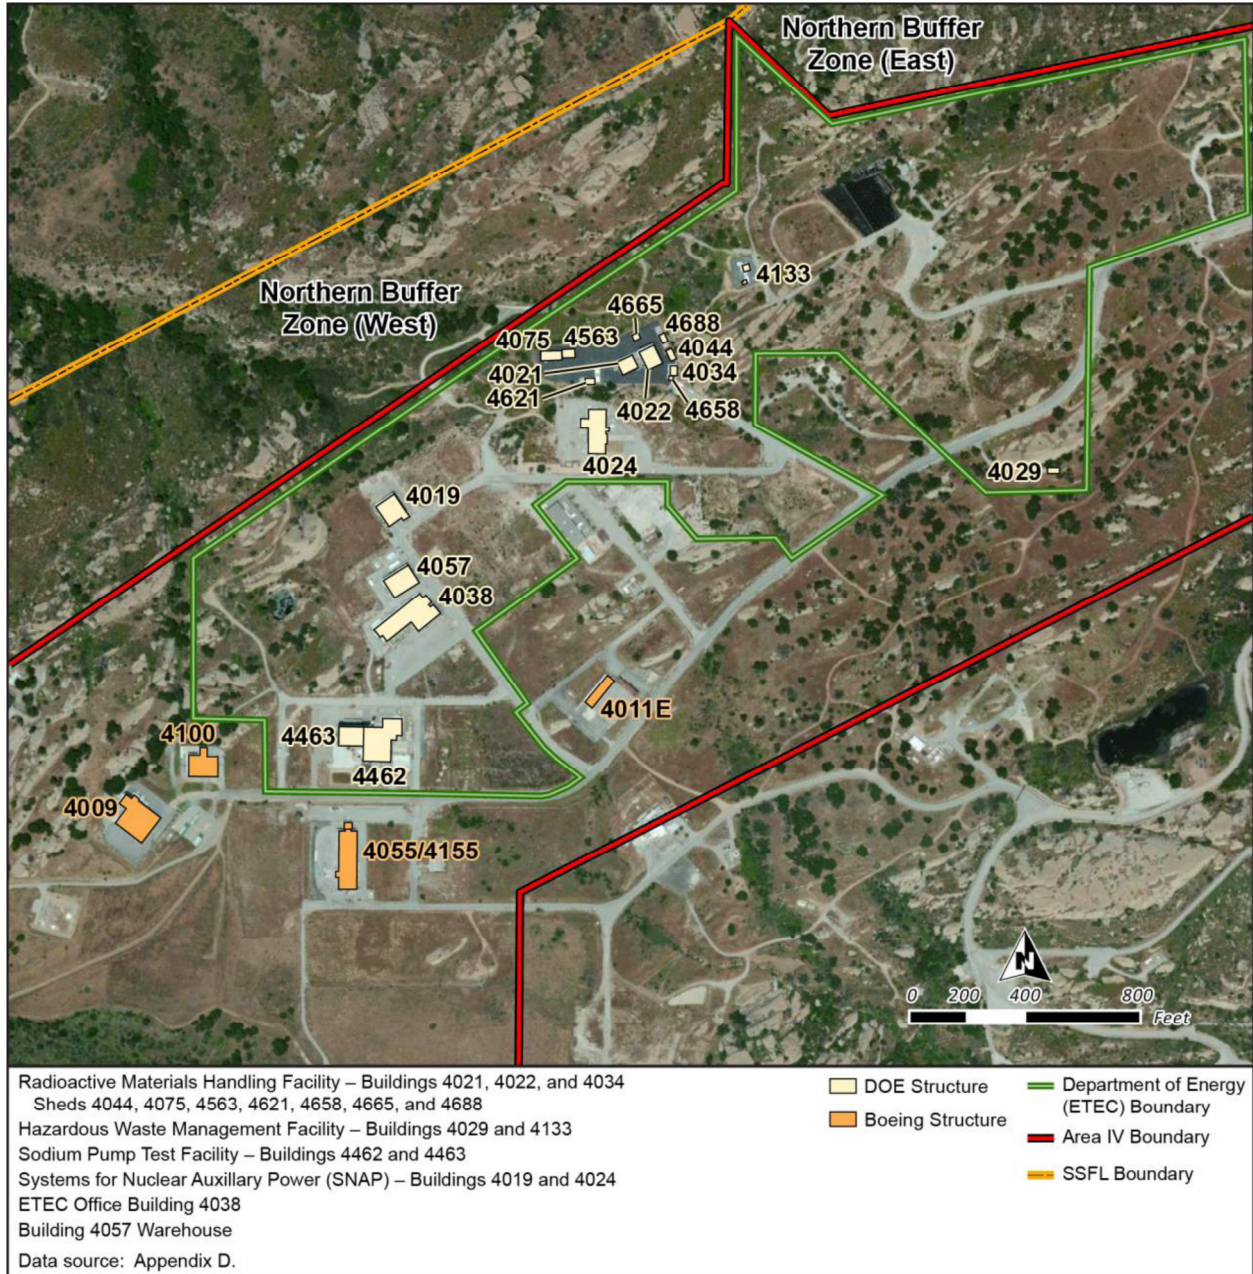 Northern Buffer
Zone (East)
4133
Northern Buffer
Zone (West)
4665
4688
4075
4563
4044
4021
4034
4621
4022
4658
4024
4029
4019
4057
4038
4011E
4100
4463
4462
4009
4055/4155
N
0 200 400 800
Feet
Radioactive Materials Handling Facility – Buildings 4021, 4022, and 4034
Sheds 4044, 4075, 4563, 4621, 4658, 4665, and 4688
Hazardous Waste Management Facility – Buildings 4029 and 4133
Sodium Pump Test Facility – Buildings 4462 and 4463
Systems for Nuclear Auxillary Power (SNAP) – Buildings 4019 and 4024
ETEC Office Building 4038
Building 4057 Warehouse
Data source: Appendix D.
DOE Structure
Boeing Structure
Department of Energy
(ETEC) Boundary
Area IV Boundary
SSFL Boundary